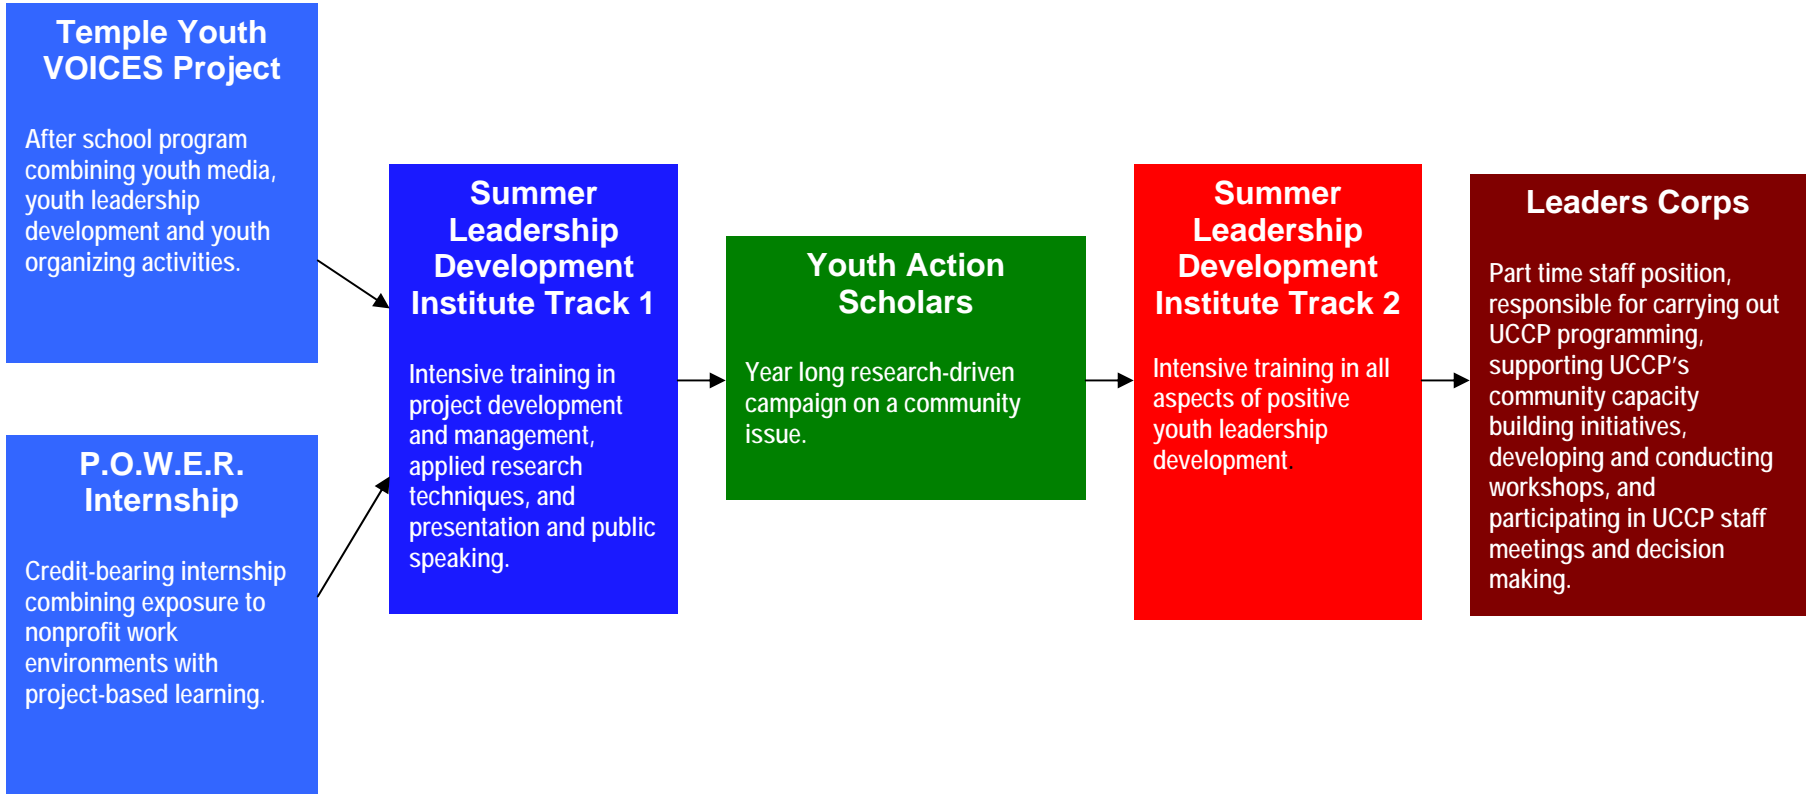 Temple Youth
VOICES Project
After school program
combining youth media,
youth leadership
development and youth
organizing activities.
P.O.W.E.R.
Internship
Credit-bearing internship
combining exposure to
nonprofit work
environments with
project-based learning.
Summer
Leadership
Development
Institute Track 1
Intensive training in
project development
and management,
applied research
techniques, and
presentation and public
speaking.
Youth Action
Scholars
Year long research-driven
campaign on a community
issue.
Summer
Leadership
Development
Institute Track 2
Intensive training in all
aspects of positive
youth leadership
development.
Leaders Corps
Part time staff position,
responsible for carrying out
UCCP programming,
supporting UCCP's
community capacity
building initiatives,
developing and conducting
workshops, and
participating in UCCP staff
meetings and decision
making.